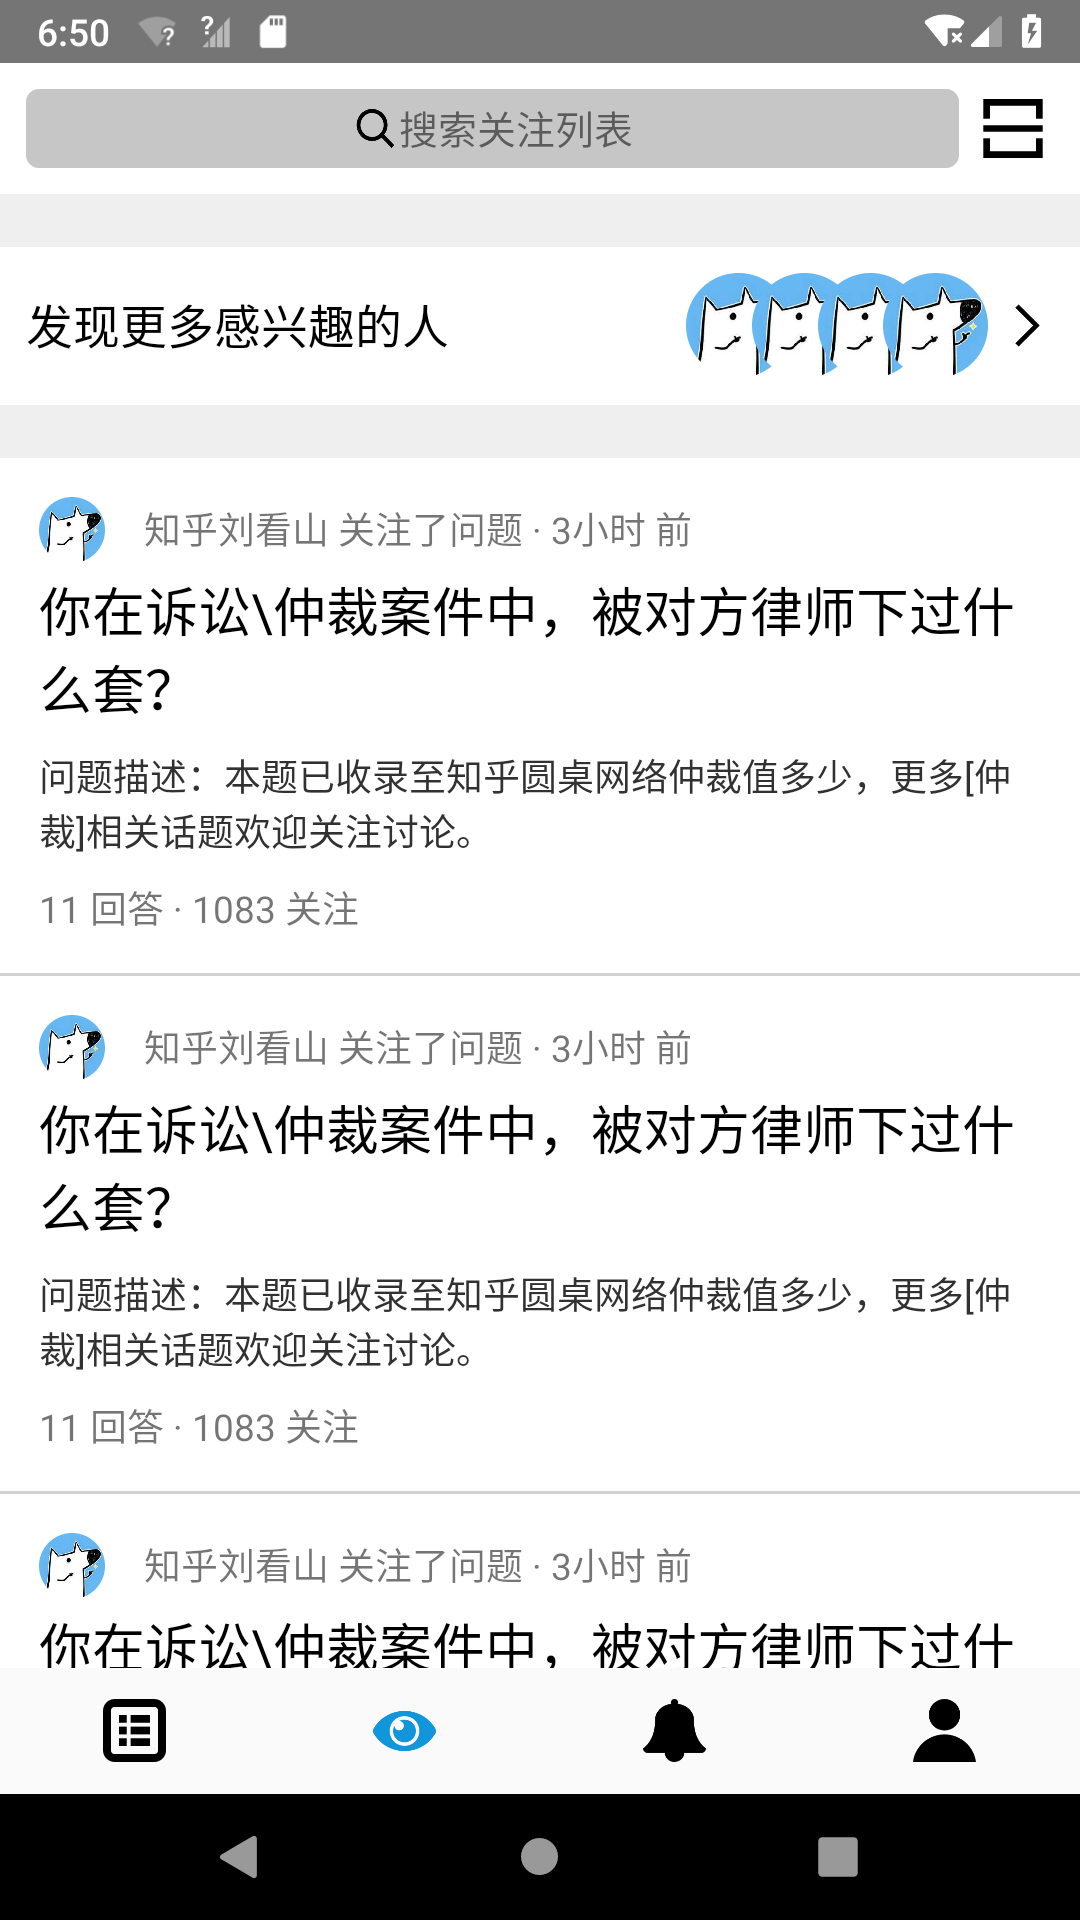 6:50
搜索关注列表
发现更多感兴趣的人
知乎刘看山 关注了问题 · 3小时 前
你在诉讼\仲裁案件中，被对方律师下过什
么套？
问题描述：本题已收录至知乎圆桌网络仲裁值多少，更多[仲
裁]相关话题欢迎关注讨论。
11 回答 · 1083 关注
知乎刘看山 关注了问题 · 3小时 前
你在诉讼\仲裁案件中，被对方律师下过什
么套？
问题描述：本题已收录至知乎圆桌网络仲裁值多少，更多[仲
裁]相关话题欢迎关注讨论。
11 回答 · 1083 关注
知乎刘看山 关注了问题 · 3小时 前
你在诉讼\仲裁案件中，被对方律师下过什